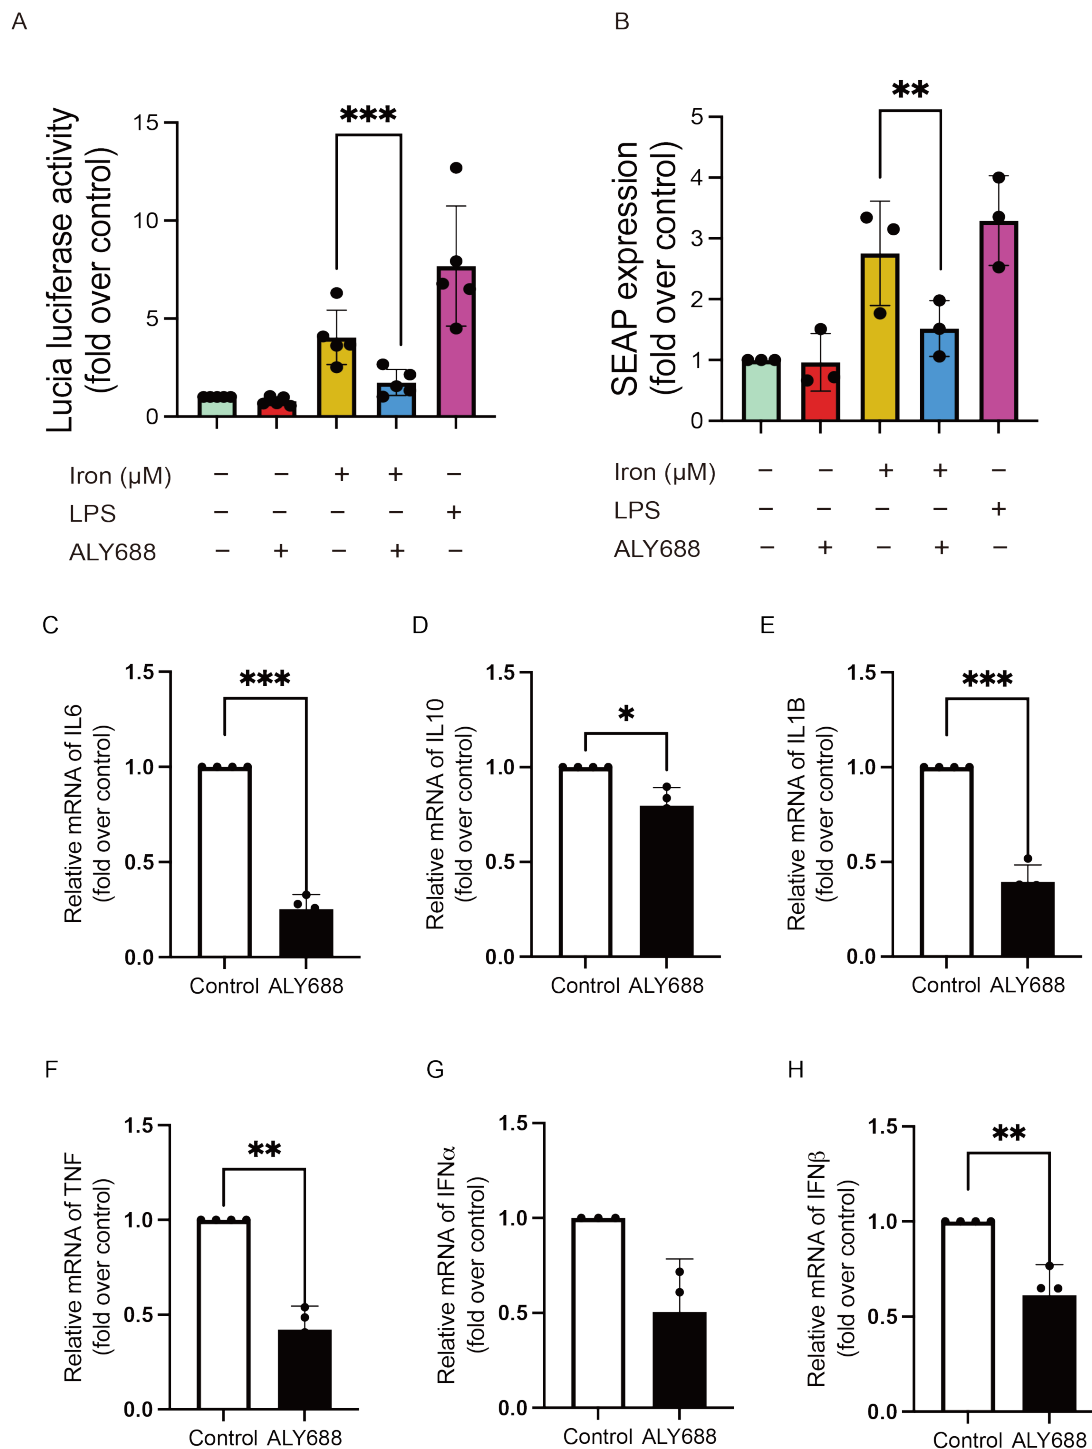 A
B
Lucia luciferase activity
(fold over control)
15
10
5
0
***
Iron (µM) – – + + –
LPS – – – – +
ALY688 – + – + –
SEAP expression
(fold over control)
5
4
3
2
1
0
**
Iron (µM) – – + + –
LPS – – – – +
ALY688 – + – + –
C
Relative mRNA of IL6
(fold over control)
1.5
1.0
0.5
0.0
***
Control ALY688
D
Relative mRNA of IL10
(fold over control)
1.5
1.0
0.5
0.0
*
Control ALY688
E
Relative mRNA of IL1B
(fold over control)
1.5
1.0
0.5
0.0
***
Control ALY688
F
Relative mRNA of TNF
(fold over control)
1.5
1.0
0.5
0.0
**
Control ALY688
G
Relative mRNA of IFNα
(fold over control)
1.5
1.0
0.5
0.0
Control ALY688
H
Relative mRNA of IFNβ
(fold over control)
1.5
1.0
0.5
0.0
**
Control ALY688